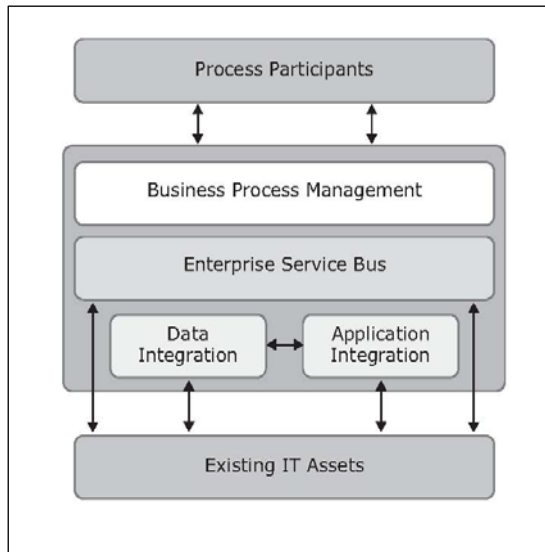 Process Participants
Business Process Management
Enterprise Service Bus
Data
Integration
Application
Integration
Existing IT Assets